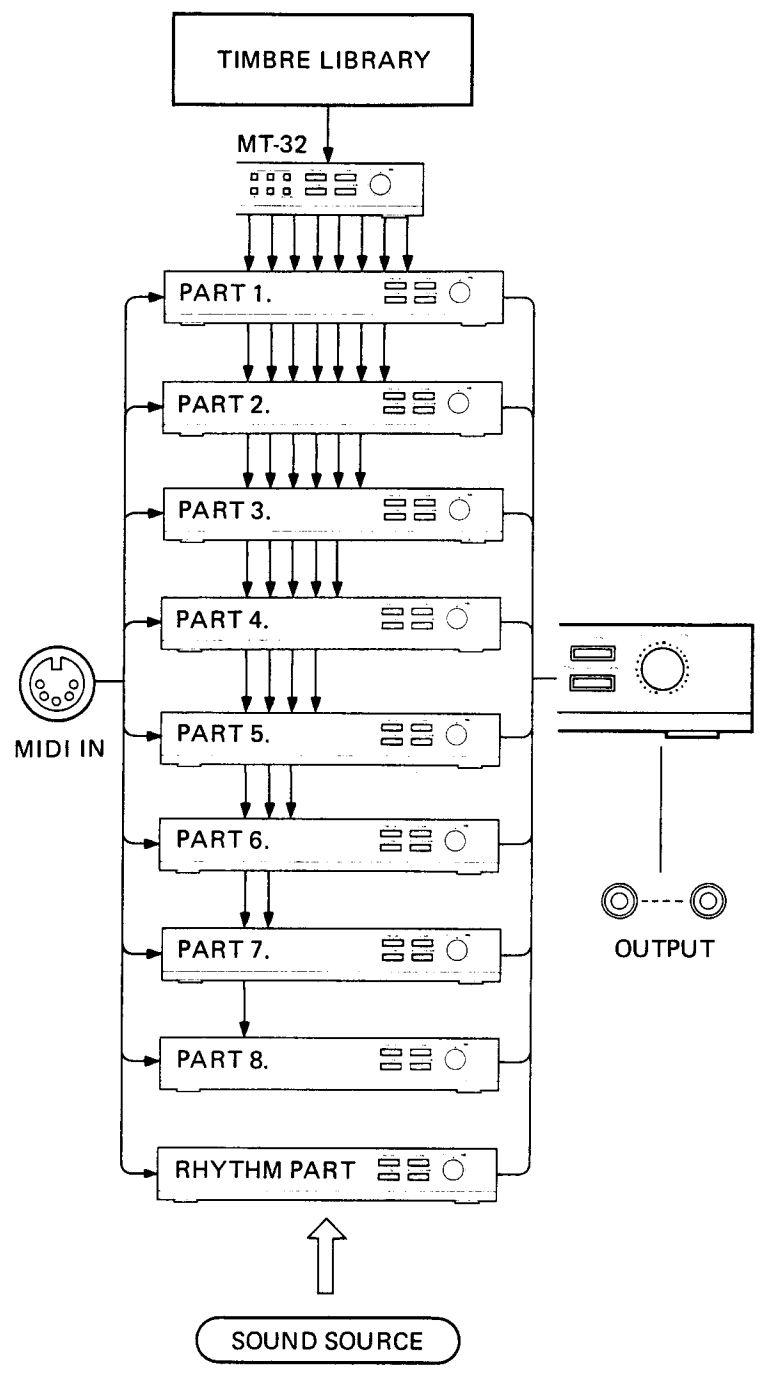 TIMBRE LIBRARY
MT-32
PART 1.
PART 2.
PART 3.
PART 4.
MIDI IN
PART 5.
PART 6.
PART 7.
OUTPUT
PART 8.
RHYTHM PART
SOUND SOURCE